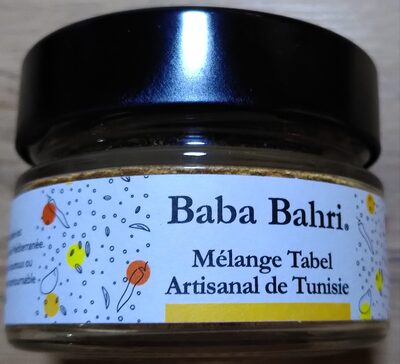 Baba Bahri®
Mélange Tabel
Artisanal de Tunisie